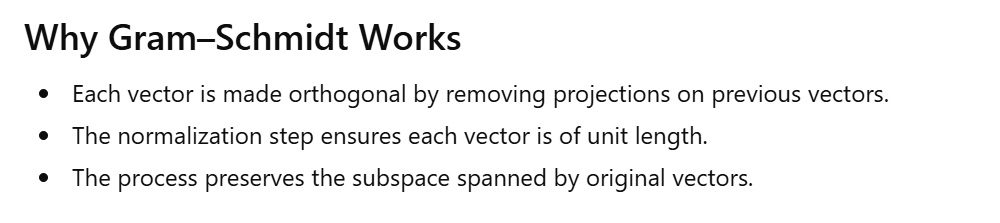 Why Gram–Schmidt Works
• Each vector is made orthogonal by removing projections on previous vectors.
• The normalization step ensures each vector is of unit length.
• The process preserves the subspace spanned by original vectors.